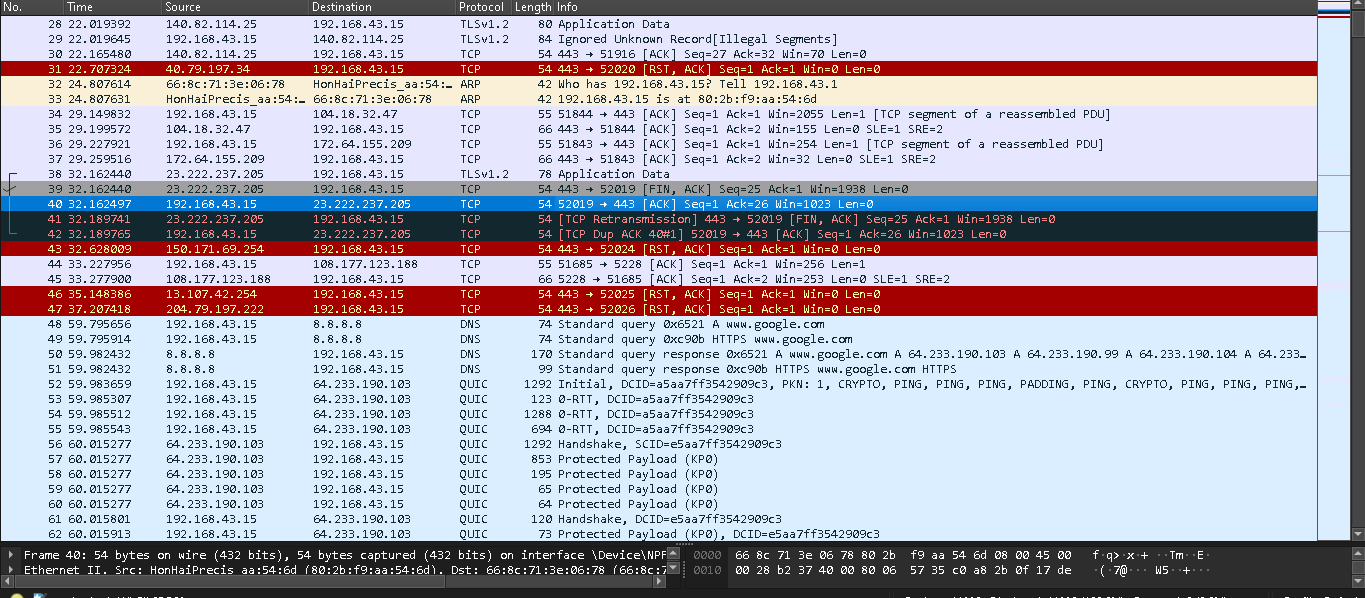 No. Time Source Destination Protocol Length Info
28 22.019392 140.82.114.25 192.168.43.15 TLSv1.2 80 Application Data
29 22.019645 192.168.43.15 140.82.114.25 TLSv1.2 84 Ignored Unknown Record[Illegal Segments]
30 22.165480 140.82.114.25 192.168.43.15 TCP 54 443 → 51916 [ACK] Seq=27 Ack=32 Win=70 Len=0
31 22.707324 40.79.197.34 192.168.43.15 TCP 54 443 → 52020 [RST, ACK] Seq=1 Ack=1 Win=0 Len=0
32 24.807614 66:8c:71:3e:06:78 HonHaiPrecis_aa:54:… ARP 42 Who has 192.168.43.15? Tell 192.168.43.1
33 24.807631 HonHaiPrecis_aa:54:… 66:8c:71:3e:06:78 ARP 42 192.168.43.15 is at 80:2b:f9:aa:54:6d
34 29.149832 192.168.43.15 104.18.32.47 TCP 55 51844 → 443 [ACK] Seq=1 Ack=1 Win=2055 Len=1 [TCP segment of a reassembled PDU]
35 29.199572 104.18.32.47 192.168.43.15 TCP 66 443 → 51844 [ACK] Seq=1 Ack=2 Win=155 Len=0 SLE=1 SRE=2
36 29.227921 192.168.43.15 172.64.155.209 TCP 55 51843 → 443 [ACK] Seq=1 Ack=1 Win=254 Len=1 [TCP segment of a reassembled PDU]
37 29.259516 172.64.155.209 192.168.43.15 TCP 66 443 → 51843 [ACK] Seq=1 Ack=2 Win=32 Len=0 SLE=1 SRE=2
38 32.162440 23.222.237.205 192.168.43.15 TLSv1.2 78 Application Data
39 32.162440 23.222.237.205 192.168.43.15 TCP 54 443 → 52019 [FIN, ACK] Seq=25 Ack=1 Win=1938 Len=0
40 32.162497 192.168.43.15 23.222.237.205 TCP 54 52019 → 443 [ACK] Seq=1 Ack=26 Win=1023 Len=0
41 32.189741 23.222.237.205 192.168.43.15 TCP 54 [TCP Retransmission] 443 → 52019 [FIN, ACK] Seq=25 Ack=1 Win=1938 Len=0
42 32.189765 192.168.43.15 23.222.237.205 TCP 54 [TCP Dup ACK 40#1] 52019 → 443 [ACK] Seq=1 Ack=26 Win=1023 Len=0
43 32.628009 150.171.69.254 192.168.43.15 TCP 54 443 → 52024 [RST, ACK] Seq=1 Ack=1 Win=0 Len=0
44 33.227956 192.168.43.15 108.177.123.188 TCP 55 51685 → 5228 [ACK] Seq=1 Ack=1 Win=256 Len=1
45 33.277900 108.177.123.188 192.168.43.15 TCP 66 5228 → 51685 [ACK] Seq=1 Ack=2 Win=253 Len=0 SLE=1 SRE=2
46 35.148386 13.107.42.254 192.168.43.15 TCP 54 443 → 52025 [RST, ACK] Seq=1 Ack=1 Win=0 Len=0
47 37.207418 204.79.197.222 192.168.43.15 TCP 54 443 → 52026 [RST, ACK] Seq=1 Ack=1 Win=0 Len=0
48 59.795656 192.168.43.15 8.8.8.8 DNS 74 Standard query 0x6521 A www.google.com
49 59.795914 192.168.43.15 8.8.8.8 DNS 74 Standard query 0xc90b HTTPS www.google.com
50 59.982432 8.8.8.8 192.168.43.15 DNS 170 Standard query response 0x6521 A www.google.com A 64.233.190.103 A 64.233.190.99 A 64.233.190.104 A 64.233…
51 59.982432 8.8.8.8 192.168.43.15 DNS 99 Standard query response 0xc90b HTTPS www.google.com HTTPS
52 59.983659 192.168.43.15 64.233.190.103 QUIC 1292 Initial, DCID=a5aa7ff3542909c3, PKN: 1, CRYPTO, PING, PING, PING, PADDING, PING, CRYPTO, PING, PING, PING,…
53 59.985307 192.168.43.15 64.233.190.103 QUIC 123 0-RTT, DCID=a5aa7ff3542909c3
54 59.985512 192.168.43.15 64.233.190.103 QUIC 1288 0-RTT, DCID=a5aa7ff3542909c3
55 59.985543 192.168.43.15 64.233.190.103 QUIC 694 0-RTT, DCID=a5aa7ff3542909c3
56 60.015277 64.233.190.103 192.168.43.15 QUIC 1292 Handshake, SCID=e5aa7ff3542909c3
57 60.015277 64.233.190.103 192.168.43.15 QUIC 853 Protected Payload (KP0)
58 60.015277 64.233.190.103 192.168.43.15 QUIC 195 Protected Payload (KP0)
59 60.015277 64.233.190.103 192.168.43.15 QUIC 65 Protected Payload (KP0)
60 60.015277 64.233.190.103 192.168.43.15 QUIC 64 Protected Payload (KP0)
61 60.015801 192.168.43.15 64.233.190.103 QUIC 120 Handshake, DCID=e5aa7ff3542909c3
62 60.015913 192.168.43.15 64.233.190.103 QUIC 73 Protected Payload (KP0), DCID=e5aa7ff3542909c3
Frame 40: 54 bytes on wire (432 bits), 54 bytes captured (432 bits) on interface \Device\NPF
Ethernet II, Src: HonHaiPrecis_aa:54:6d (80:2b:f9:aa:54:6d), Dst: 66:8c:71:3e:06:78 (66:8c:7
0000 66 8c 71 3e 06 78 80 2b f9 aa 54 6d 08 00 45 00 f·q>·x·+ ··Tm··E·
0010 00 28 b2 37 40 00 80 06 57 35 c0 a8 2b 0f 17 de ·(·7@··· W5··+···